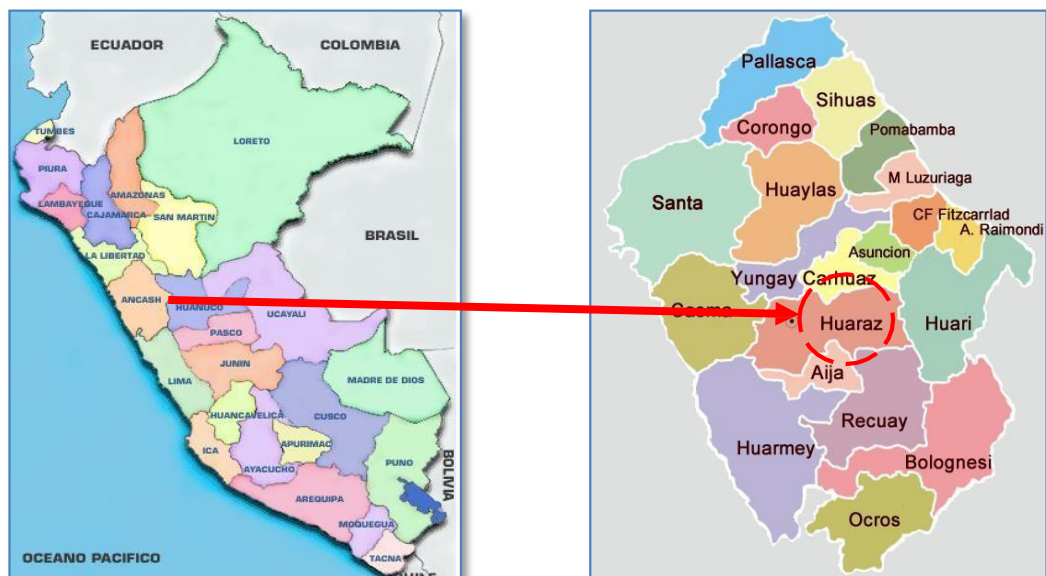 ECUADOR
COLOMBIA
TUMBES
LORETO
PIURA
AMAZONAS
LAMBAYEQUE
CAJAMARCA
SAN MARTIN
BRASIL
LA LIBERTAD
ANCASH
HUANUCO
UCAYALI
PASCO
JUNIN
LIMA
MADRE DE DIOS
HUANCAVELICA
CUSCO
APURIMAC
ICA
AYACUCHO
PUNO
BOLIVIA
AREQUIPA
MOQUEGUA
OCEANO PACIFICO
TACNA
Pallasca
Sihuas
Corongo
Pomabamba
M Luzuriaga
Huaylas
Santa
CF Fitzcarrlad
A. Raimondi
Asuncion
Yungay
Carhuaz
Huaraz
Huari
Aija
Recuay
Huarmey
Bolognesi
Ocros